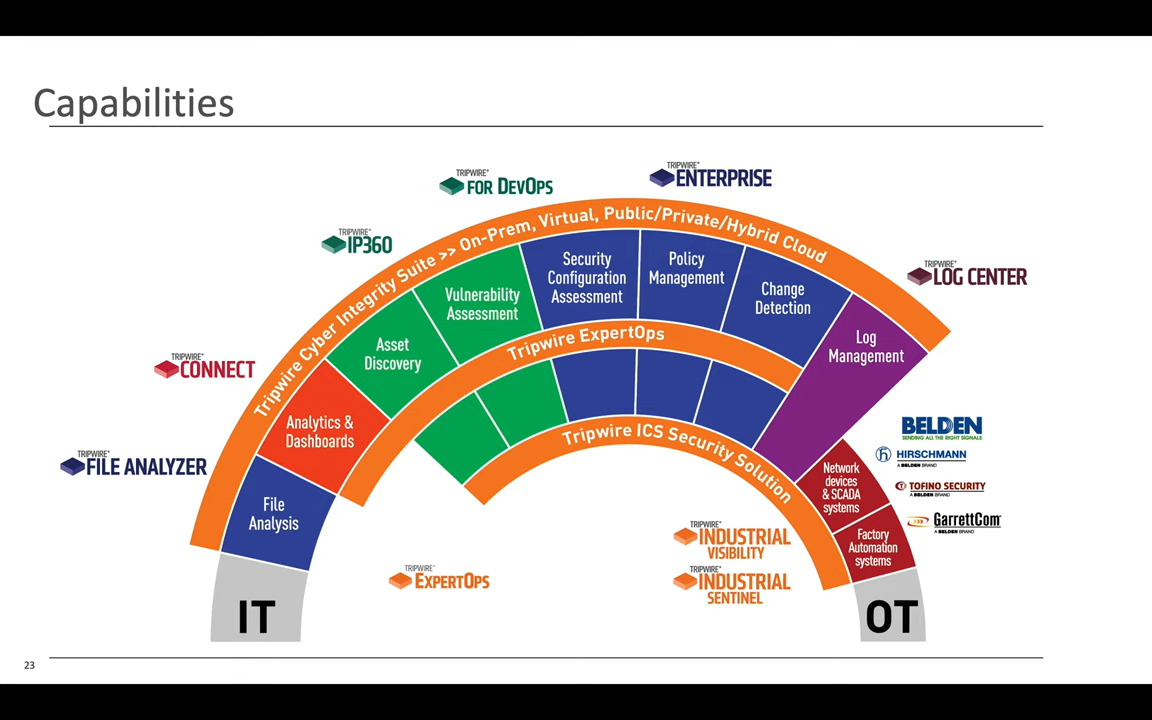 Capabilities
TRIPWIRE®
FOR DEVOPS
TRIPWIRE®
ENTERPRISE
TRIPWIRE®
IP360
TRIPWIRE®
LOG CENTER
TRIPWIRE®
CONNECT
TRIPWIRE®
FILE ANALYZER
Tripwire Cyber Integrity Suite >> On-Prem, Virtual, Public/Private/Hybrid Cloud
File
Analysis
Analytics &
Dashboards
Asset
Discovery
Vulnerability
Assessment
Security
Configuration
Assessment
Policy
Management
Change
Detection
Log
Management
Tripwire ExpertOps
Tripwire ICS Security Solution
Network
devices
& SCADA
systems
Factory
Automation
systems
BELDEN
SENDING ALL THE RIGHT SIGNALS
HIRSCHMANN
A BELDEN BRAND
TOFINO SECURITY
A BELDEN BRAND
GarrettCom
A BELDEN BRAND
TRIPWIRE®
EXPERTOPS
TRIPWIRE®
INDUSTRIAL
VISIBILITY
TRIPWIRE®
INDUSTRIAL
SENTINEL
IT
OT
23